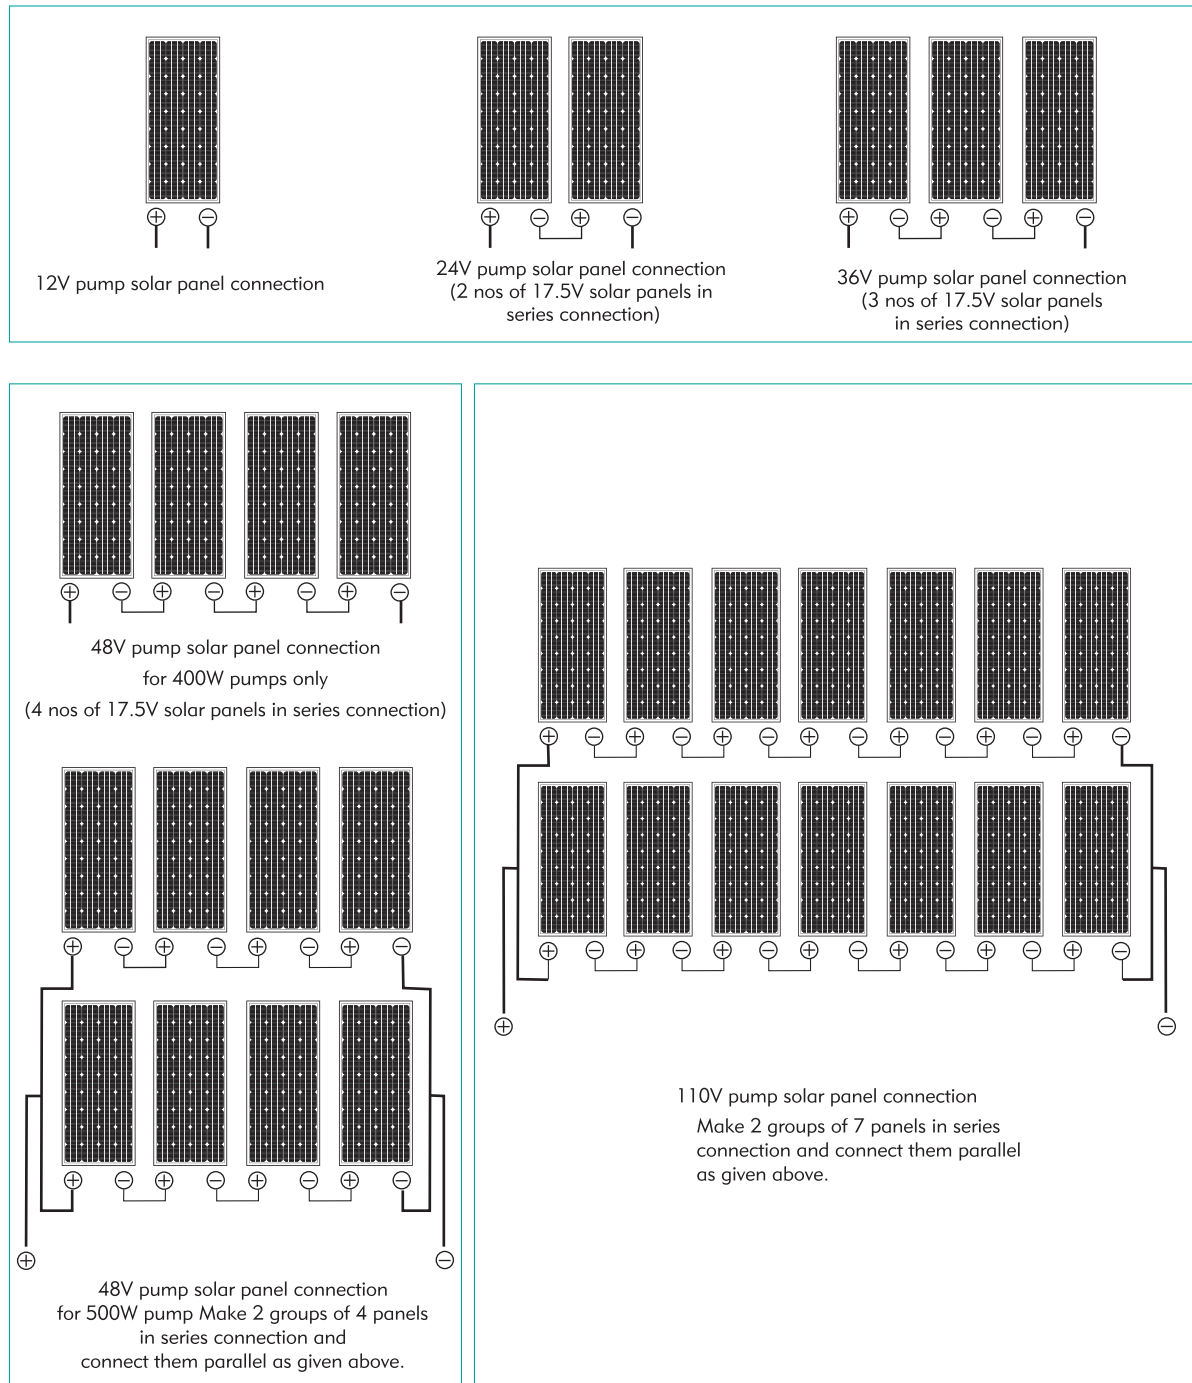 12V pump solar panel connection
24V pump solar panel connection
(2 nos of 17.5V solar panels in
series connection)
36V pump solar panel connection
(3 nos of 17.5V solar panels
in series connection)
48V pump solar panel connection
for 400W pumps only
(4 nos of 17.5V solar panels in series connection)
48V pump solar panel connection
for 500W pump Make 2 groups of 4 panels
in series connection and
connect them parallel as given above.
110V pump solar panel connection
Make 2 groups of 7 panels in series
connection and connect them parallel
as given above.